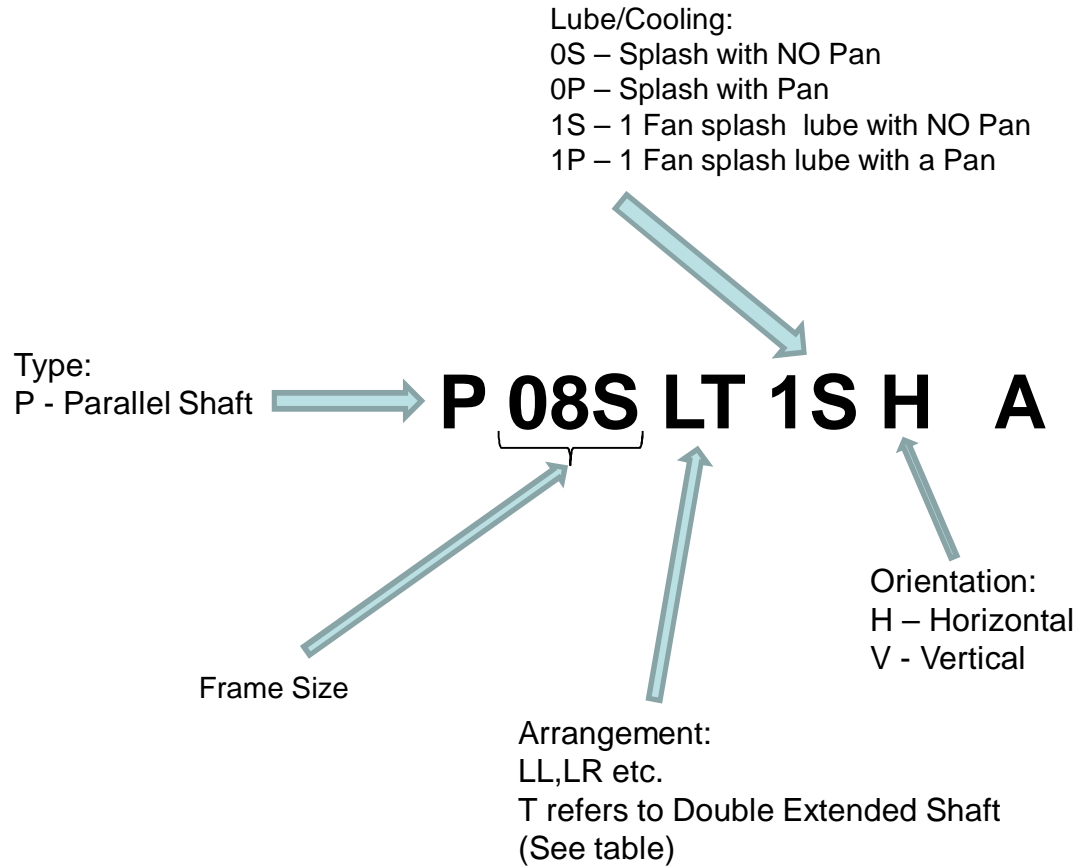 Lube/Cooling:
0S – Splash with NO Pan
0P – Splash with Pan
1S – 1 Fan splash lube with NO Pan
1P – 1 Fan splash lube with a Pan
Type:
P - Parallel Shaft
P 08S LT 1S H A
Orientation:
H – Horizontal
V - Vertical
Frame Size
Arrangement:
LL,LR etc.
T refers to Double Extended Shaft
(See table)